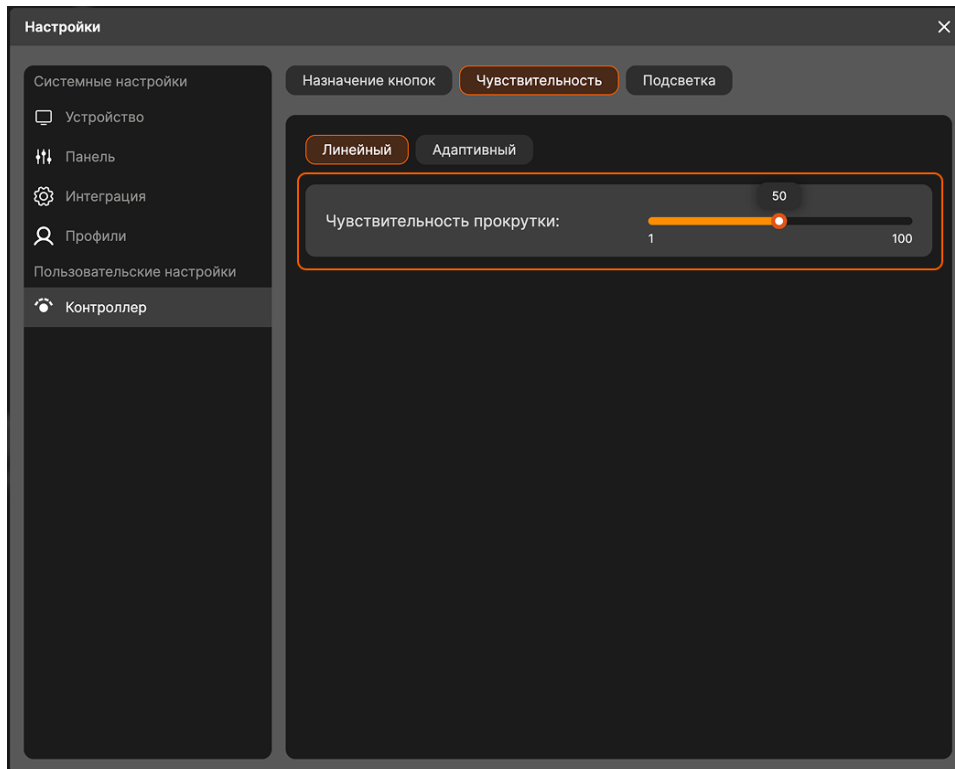 Настройки
Системные настройки
Устройство
Панель
Интеграция
Профили
Пользовательские настройки
Контроллер
Назначение кнопок
Чувствительность
Подсветка
Линейный
Адаптивный
Чувствительность прокрутки:
50
1
100